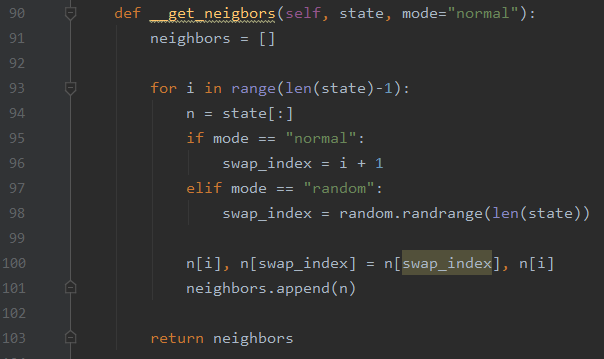 90 def __get_neigbors(self, state, mode="normal"):
91 neighbors = []
92
93 for i in range(len(state)-1):
94 n = state[:]
95 if mode == "normal":
96 swap_index = i + 1
97 elif mode == "random":
98 swap_index = random.randrange(len(state))
99
100 n[i], n[swap_index] = n[swap_index], n[i]
101 neighbors.append(n)
102
103 return neighbors